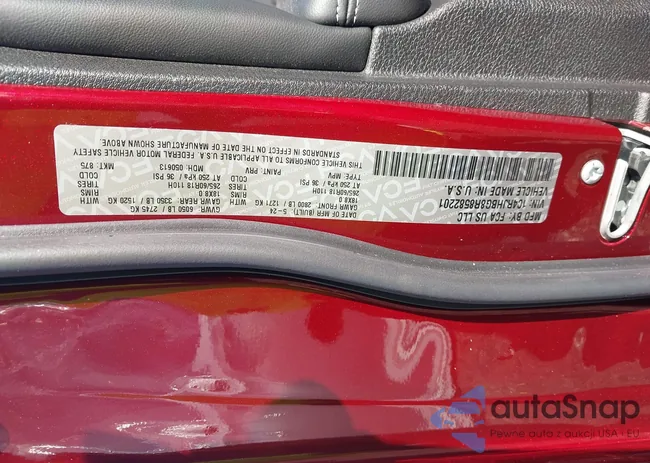 MFD BY: FCA US LLC
DATE OF MFR (BUILT): 5-24
GVWR: 6050 LB / 2745 KG
GAWR FRONT: 2800 LB / 1271 KG
GAWR REAR: 3350 LB / 1520 KG
18X8.0
RIMS
18X8.0
265/60R18 110H
TIRES
265/60R18 110H
AT 250 kPa / 36 PSI
COLD
AT 250 kPa / 36 PSI
COLD
THIS VEHICLE CONFORMS TO ALL APPLICABLE U.S.A. FEDERAL MOTOR VEHICLE SAFETY
STANDARDS IN EFFECT ON THE DATE OF MANUFACTURE SHOWN ABOVE.
VIN: 1C4RJHBG5R8582201
TYPE: MPV
PAINT: PRV
MDH: 050613
MKT: 875
VEHICLE MADE IN U.S.A.
autaSnap
Pewne auta z aukcji USA i EU